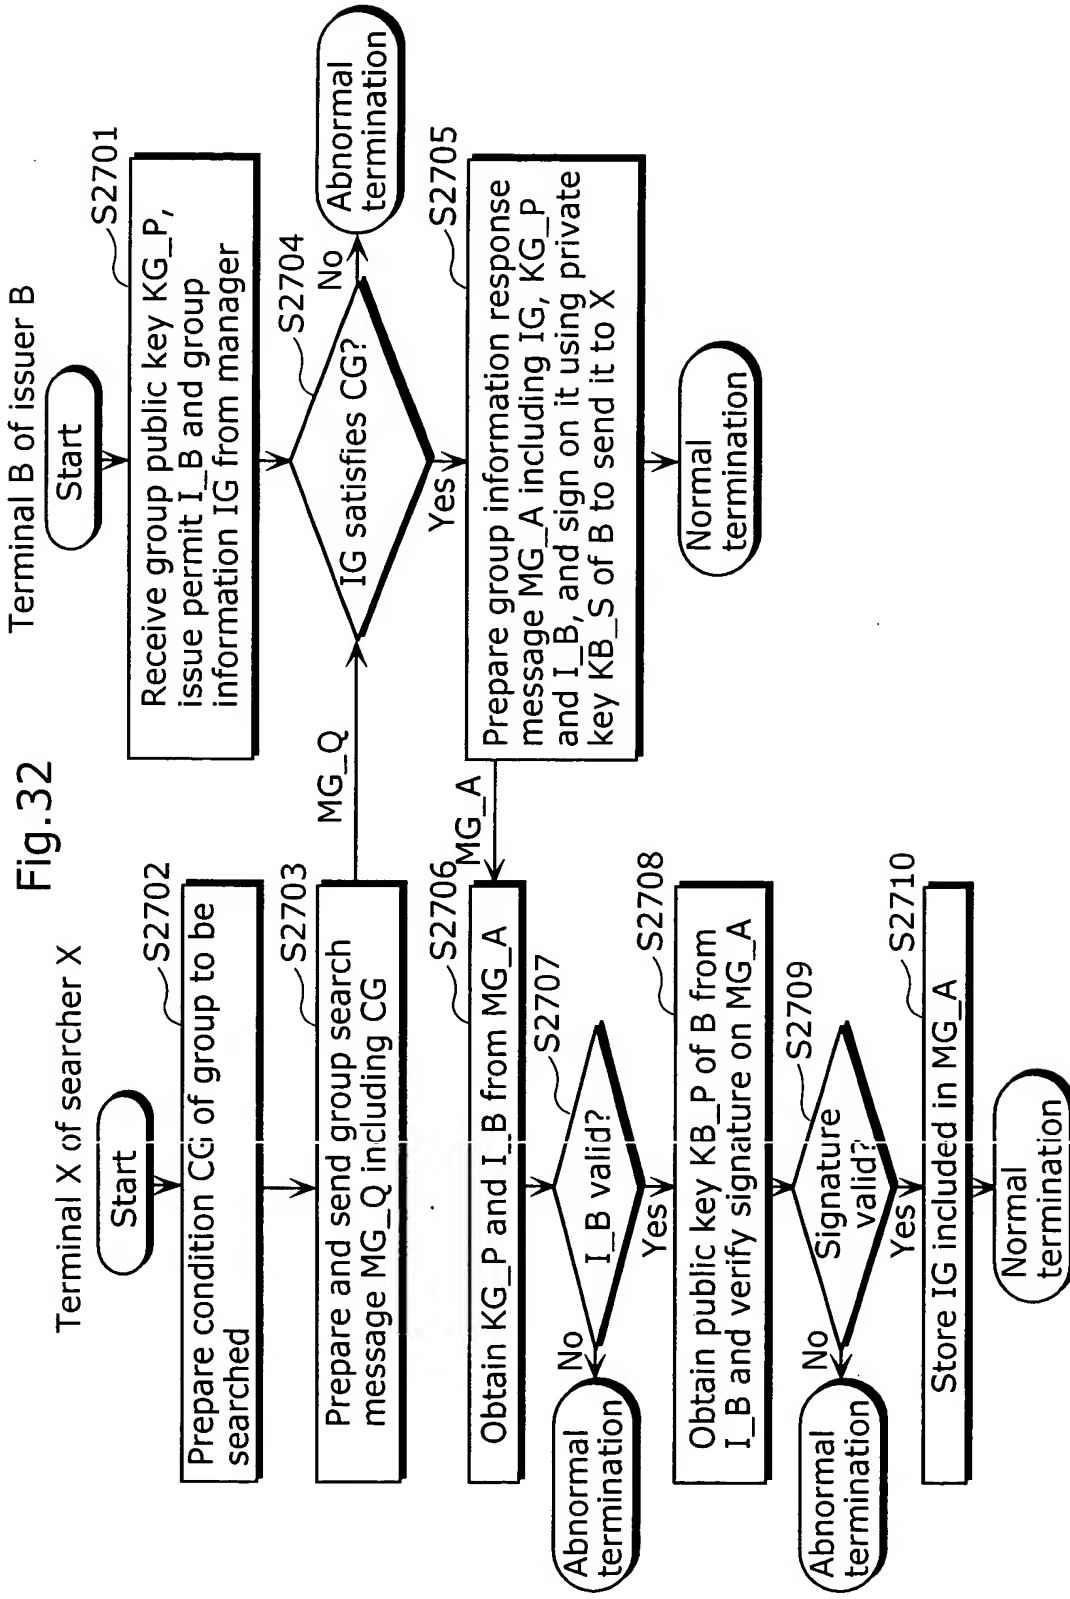 Fig.32
Terminal X of searcher X
Start
S2702
Prepare condition CG of group to be
searched
S2703
Prepare and send group search
message MG_Q including CG
MG_Q
S2706
Obtain KG_P and I_B from MG_A
S2707
I_B valid?
No
Abnormal
termination
Yes
S2708
Obtain public key KB_P of B from
I_B and verify signature on MG_A
S2709
Signature
valid?
No
Abnormal
termination
Yes
S2710
Store IG included in MG_A
Normal
termination
Terminal B of issuer B
Start
S2701
Receive group public key KG_P,
issue permit I_B and group
information IG from manager
S2704
IG satisfies CG?
No
Abnormal
termination
Yes
S2705
Prepare group information response
message MG_A including IG, KG_P
and I_B, and sign on it using private
key KB_S of B to send it to X
MG_A
Normal
termination